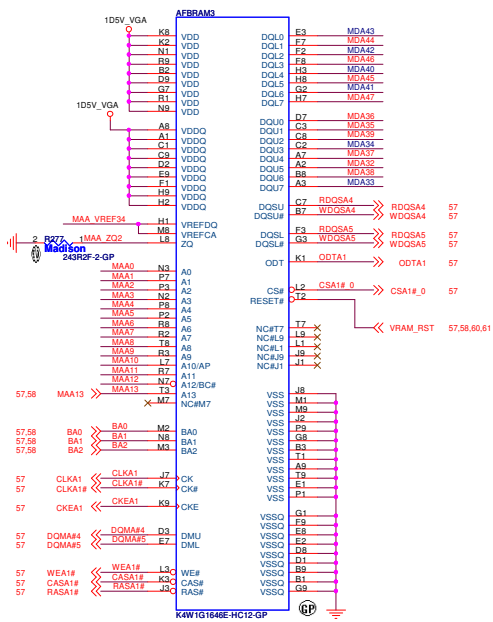 AFBRAM3
1D5V_VGA
K8 VDD
K2 VDD
N1 VDD
R9 VDD
B2 VDD
D9 VDD
G7 VDD
R1 VDD
N9 VDD
1D5V_VGA
A8 VDDQ
A1 VDDQ
C1 VDDQ
C9 VDDQ
D2 VDDQ
E9 VDDQ
F1 VDDQ
H9 VDDQ
H2 VDDQ
MAA_VREF34 H1 VREFDQ
M8 VREFCA
2 R277 1 MAA_ZQ2 L8 ZQ
Madison
243R2F-2-GP
MAA0 N3 A0
MAA1 P7 A1
MAA2 P3 A2
MAA3 N2 A3
MAA4 P8 A4
MAA5 P2 A5
MAA6 R8 A6
MAA7 R2 A7
MAA8 T8 A8
MAA9 R3 A9
MAA10 L7 A10/AP
MAA11 R7 A11
MAA12 N7 A12/BC#
57,58 MAA13 MAA13 T3 A13
M7 NC#M7
57,58 BA0 BA0 M2 BA0
57,58 BA1 BA1 N8 BA1
57,58 BA2 BA2 M3 BA2
57 CLKA1 CLKA1 J7 CK
57 CLKA1# CLKA1# K7 CK#
57 CKEA1 CKEA1 K9 CKE
57 DQMA#4 DQMA#4 D3 DMU
57 DQMA#5 DQMA#5 E7 DML
57 WEA1# WEA1# L3 WE#
57 CASA1# CASA1# K3 CAS#
57 RASA1# RASA1# J3 RAS#
DQL0 E3 MDA43
DQL1 F7 MDA44
DQL2 F2 MDA42
DQL3 F8 MDA46
DQL4 H3 MDA40
DQL5 H8 MDA45
DQL6 G2 MDA41
DQL7 H7 MDA47
DQU0 D7 MDA36
DQU1 C3 MDA35
DQU2 C8 MDA39
DQU3 C2 MDA34
DQU4 A7 MDA37
DQU5 A2 MDA32
DQU6 B8 MDA38
DQU7 A3 MDA33
DQSU C7 RDQSA4 RDQSA4 57
DQSU# B7 WDQSA4 WDQSA4 57
DQSL F3 RDQSA5 RDQSA5 57
DQSL# G3 WDQSA5 WDQSA5 57
ODT K1 ODTA1 ODTA1 57
CS# L2 CSA1#_0 CSA1#_0 57
RESET# T2
VRAM_RST 57,58,60,61
NC#T7 T7
NC#L9 L9
NC#L1 L1
NC#J9 J9
NC#J1 J1
VSS J8
VSS M1
VSS M9
VSS J2
VSS P9
VSS G8
VSS B3
VSS T1
VSS A9
VSS T9
VSS E1
VSS P1
VSSQ G1
VSSQ F9
VSSQ E8
VSSQ E2
VSSQ D8
VSSQ D1
VSSQ B9
VSSQ B1
VSSQ G9
GP
K4W1G1646E-HC12-GP